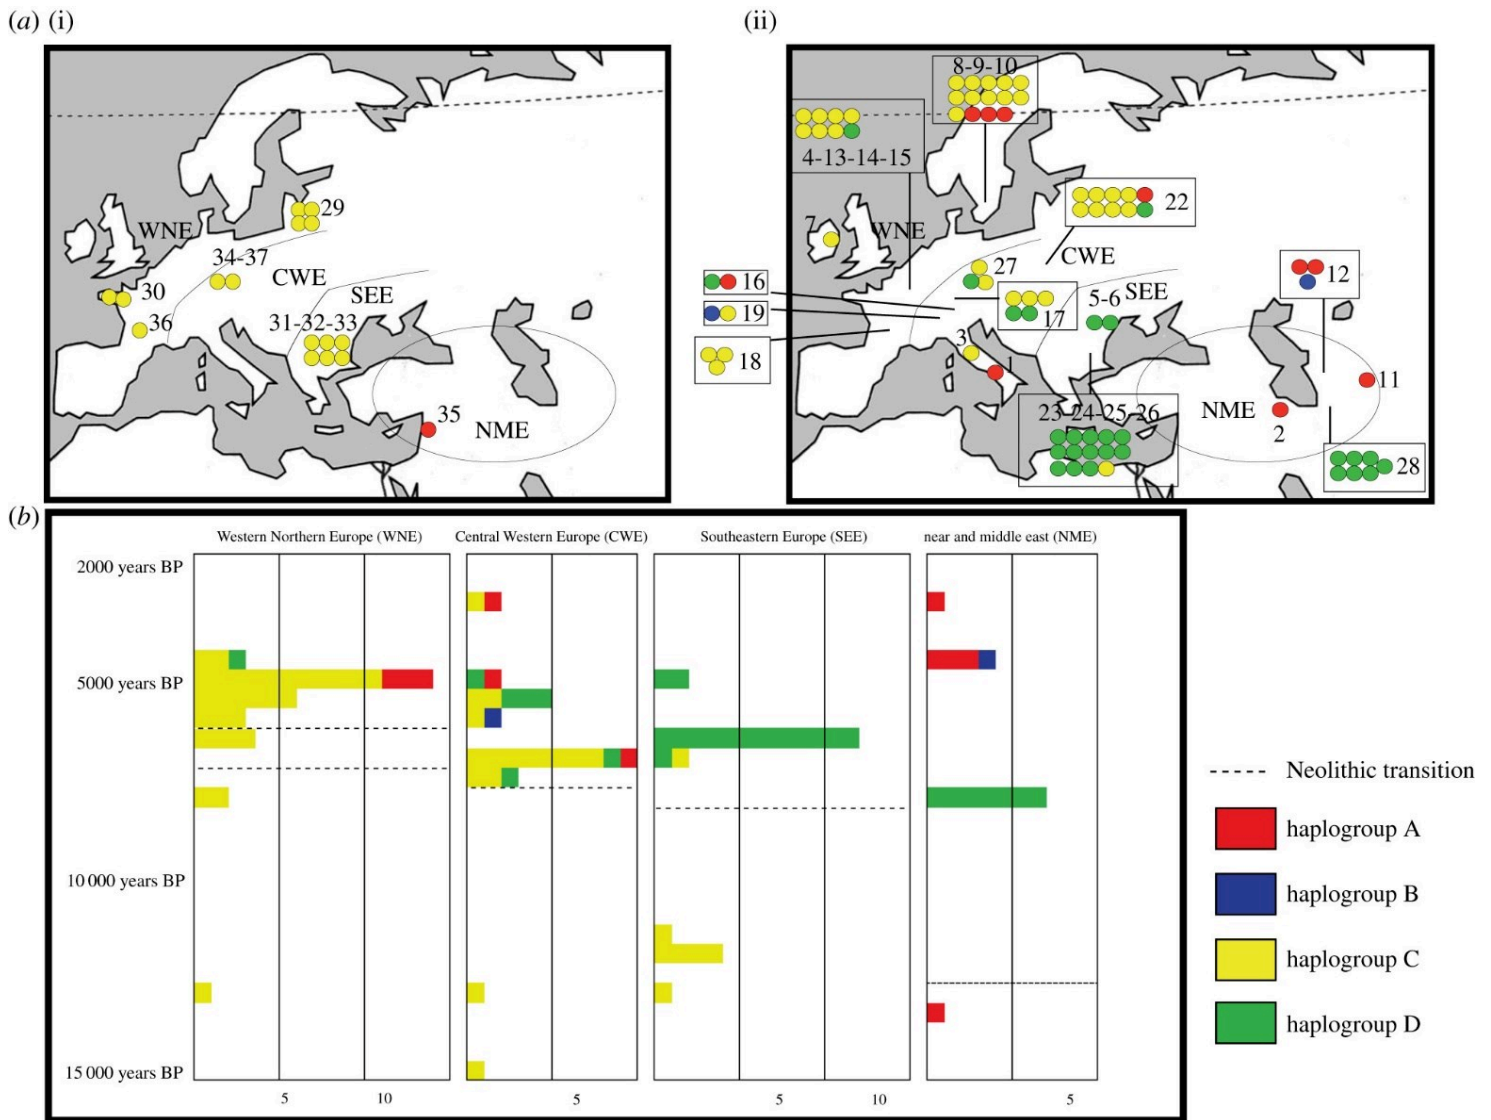 (a) (i)
(ii)
29
WNE
34-37
CWE
30
SEE
36
31-32-33
35
NME
8-9-10
4-13-14-15
22
7
WNE
CWE
27
12
16
SEE
5-6
19
17
3
18
1
11
NME
23-24-25-26
2
28
(b)
Western Northern Europe (WNE)
Central Western Europe (CWE)
Southeastern Europe (SEE)
near and middle east (NME)
2000 years BP
5000 years BP
10 000 years BP
15 000 years BP
5 10 5 5 10 5
Neolithic transition
haplogroup A
haplogroup B
haplogroup C
haplogroup D